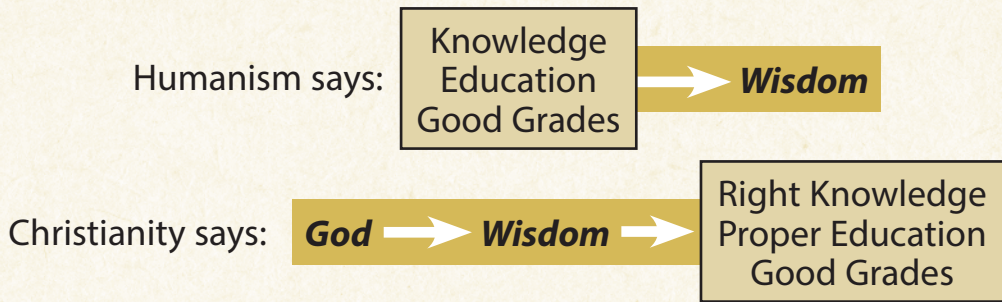 Humanism says:
Knowledge
Education
Good Grades
Wisdom
Christianity says:
God
Wisdom
Right Knowledge
Proper Education
Good Grades